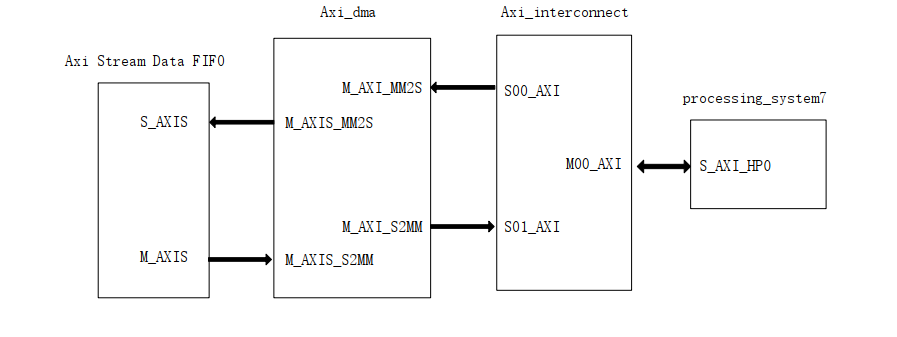 Axi_dma
Axi_interconnect
Axi Stream Data FIFO
M_AXI_MM2S
S00_AXI
processing_system7
S_AXIS
M_AXIS_MM2S
M00_AXI
S_AXI_HP0
M_AXI_S2MM
S01_AXI
M_AXIS
M_AXIS_S2MM